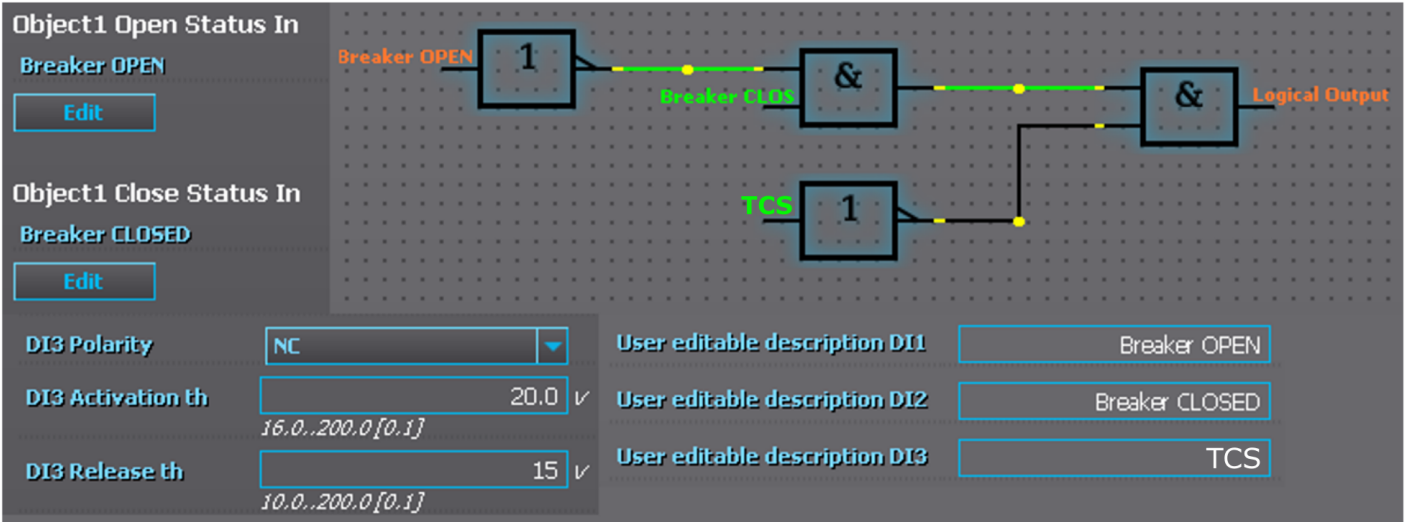 Object1 Open Status In
Breaker OPEN
Edit
Object1 Close Status In
Breaker CLOSED
Edit
Breaker OPEN
1
&
Breaker CLOS
&
Logical Output
TCS
1
DI3 Polarity NC
DI3 Activation th 20.0 V
16.0..200.0 [0.1]
DI3 Release th 15 V
10.0..200.0 [0.1]
User editable description DI1 Breaker OPEN
User editable description DI2 Breaker CLOSED
User editable description DI3 TCS